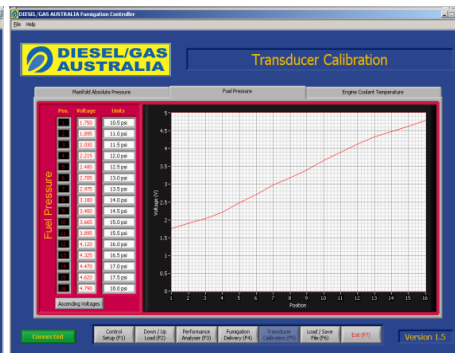 DIESEL/GAS AUSTRALIA Fumigation Controller
File Help
DIESEL/GAS
AUSTRALIA
Transducer Calibration
Manifold Absolute Pressure
Fuel Pressure
Engine Coolant Temperature
Pos. Voltage Units
1.750 10.5 psi
1.895 11.0 psi
2.030 11.5 psi
2.215 12.0 psi
2.480 12.5 psi
2.705 13.0 psi
2.975 13.5 psi
3.180 14.0 psi
3.400 14.5 psi
3.665 15.0 psi
3.895 15.5 psi
4.120 16.0 psi
4.325 16.5 psi
4.470 17.0 psi
4.620 17.5 psi
4.790 18.0 psi
Fuel Pressure
Ascending Voltages
5-
4.5-
4-
3.5-
3-
2.5-
2-
1.5-
1-
0.5-
0-
Voltage (V)
1 2 3 4 5 6 7 8 9 10 11 12 13 14 15 16
Position
Connected
Control Setup (F1)
Down / Up Load (F2)
Performance Analyser (F3)
Fumigation Delivery (F4)
Transducer Calibration (F5)
Load / Save File (F6)
Exit (F7)
Version 1.5